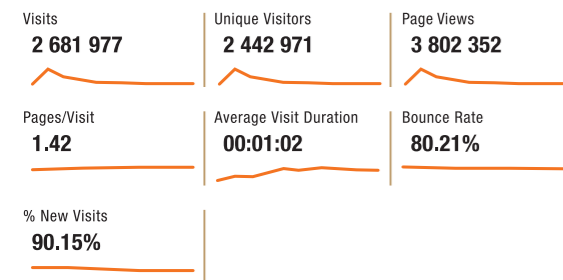 Visits
2 681 977
Unique Visitors
2 442 971
Page Views
3 802 352
Pages/Visit
1.42
Average Visit Duration
00:01:02
Bounce Rate
80.21%
% New Visits
90.15%